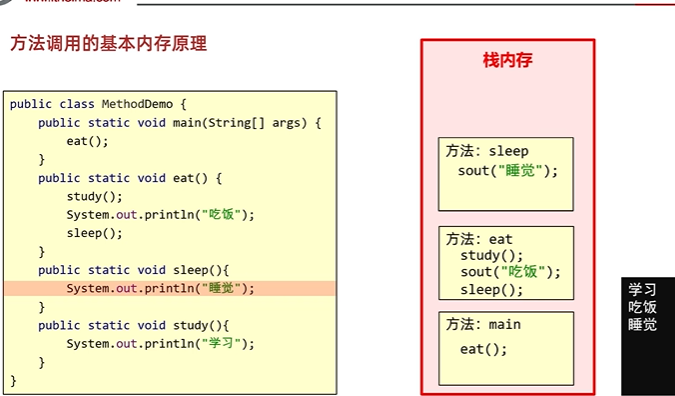 方法调用的基本内存原理
public class MethodDemo {
public static void main(String[] args) {
eat();
}
public static void eat() {
study();
System.out.println("吃饭");
sleep();
}
public static void sleep(){
System.out.println("睡觉");
}
public static void study(){
System.out.println("学习");
}
}
栈内存
方法: sleep
sout("睡觉");
方法: eat
study();
sout("吃饭");
sleep();
方法: main
eat();
学习
吃饭
睡觉